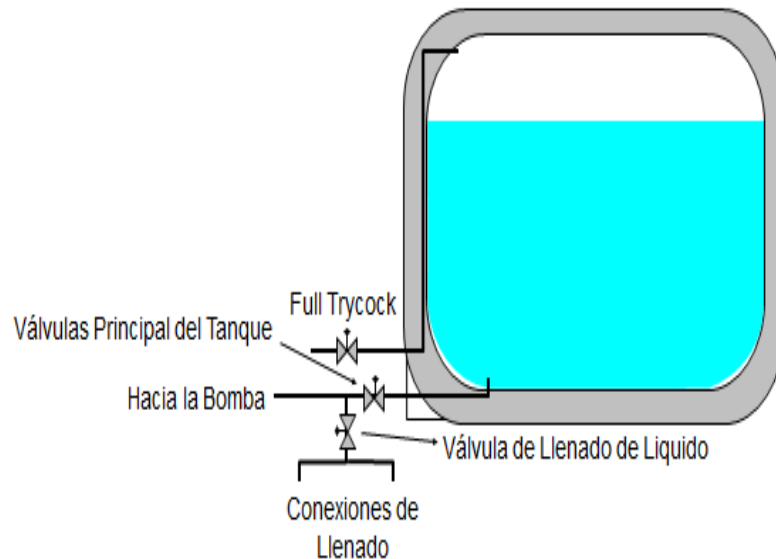 Full Trycock
Válvulas Principal del Tanque
Hacia la Bomba
Válvula de Llenado de Liquido
Conexiones de
Llenado